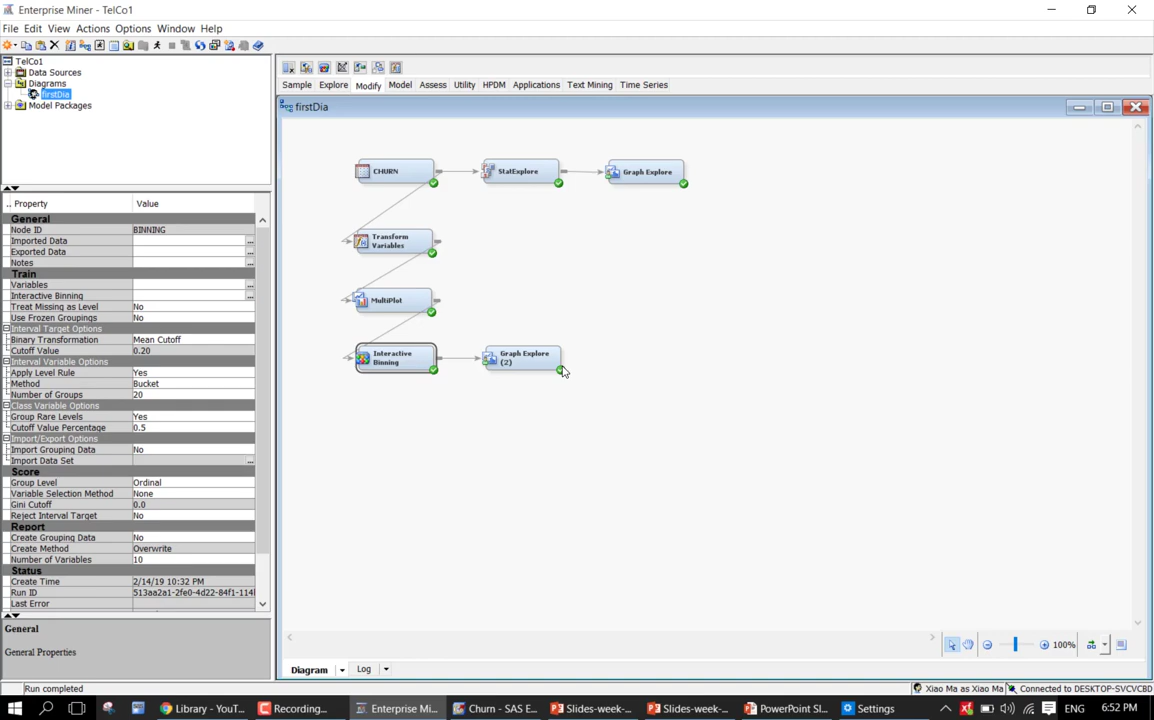 Enterprise Miner - TelCo1
File Edit View Actions Options Window Help
TelCo1
Data Sources
Diagrams
firstDia
Model Packages
.. Property Value
General
Node ID BINNING
Imported Data ...
Exported Data ...
Notes ...
Train
Variables ...
Interactive Binning ...
Treat Missing as Level No
Use Frozen Groupings No
Interval Target Options
Binary Transformation Mean Cutoff
Cutoff Value 0.20
Interval Variable Options
Apply Level Rule Yes
Method Bucket
Number of Groups 20
Class Variable Options
Group Rare Levels Yes
Cutoff Value Percentage 0.5
Import/Export Options
Import Grouping Data No
Import Data Set ...
Score
Group Level Ordinal
Variable Selection Method None
Gini Cutoff 0.0
Reject Interval Target No
Report
Create Grouping Data No
Create Method Overwrite
Number of Variables 10
Status
Create Time 2/14/19 10:32 PM
Run ID 513aa2a1-2fe0-4d22-84f1-114
Last Error
General
General Properties
Run completed
Sample Explore Modify Model Assess Utility HPDM Applications Text Mining Time Series
firstDia
CHURN
StatExplore
Graph Explore
Transform
Variables
MultiPlot
Interactive
Binning
Graph Explore
(2)
100%
Diagram Log
Xiao Ma as Xiao Ma Connected to DESKTOP-SVCVCBD
Library - YouT...
Recording...
Enterprise Mi...
Churn - SAS E...
Slides-week-...
Slides-week-...
PowerPoint Sl...
Settings
ENG
6:52 PM